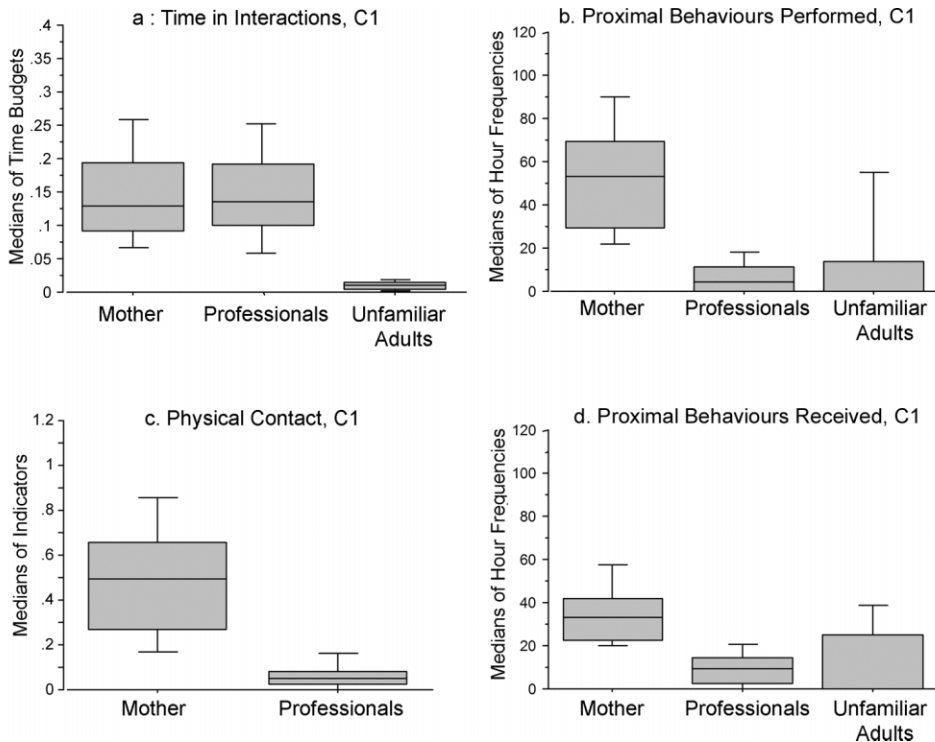 a : Time in Interactions, C1
Medians of Time Budgets
.4
.35
.3
.25
.2
.15
.1
.05
0
Mother
Professionals
Unfamiliar
Adults
b. Proximal Behaviours Performed, C1
Medians of Hour Frequencies
120
100
80
60
40
20
0
Mother
Professionals
Unfamiliar
Adults
c. Physical Contact, C1
Medians of Indicators
1.2
1
.8
.6
.4
.2
0
Mother
Professionals
d. Proximal Behaviours Received, C1
Medians of Hour Frequencies
120
100
80
60
40
20
0
Mother
Professionals
Unfamiliar
Adults